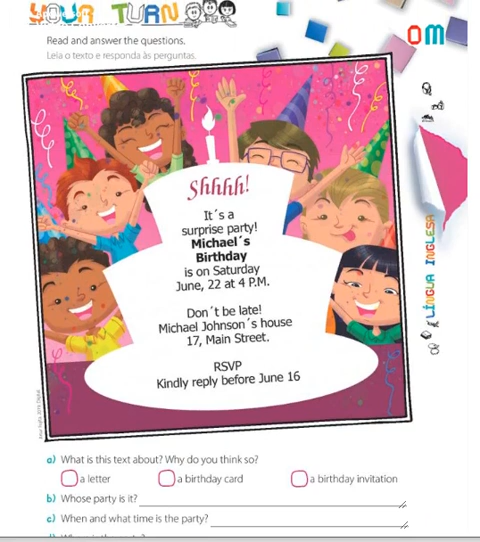 YOUR TURN
Read and answer the questions.
Leia o texto e responda às perguntas.
OM
LÍNGUA INGLESA
Shhhh!
It´s a
surprise party!
Michael´s
Birthday
is on Saturday
June, 22 at 4 P.M.
Don´t be late!
Michael Johnson´s house
17, Main Street.
RSVP
Kindly reply before June 16
a) What is this text about? Why do you think so?
a letter
a birthday card
a birthday invitation
b) Whose party is it?
c) When and what time is the party?